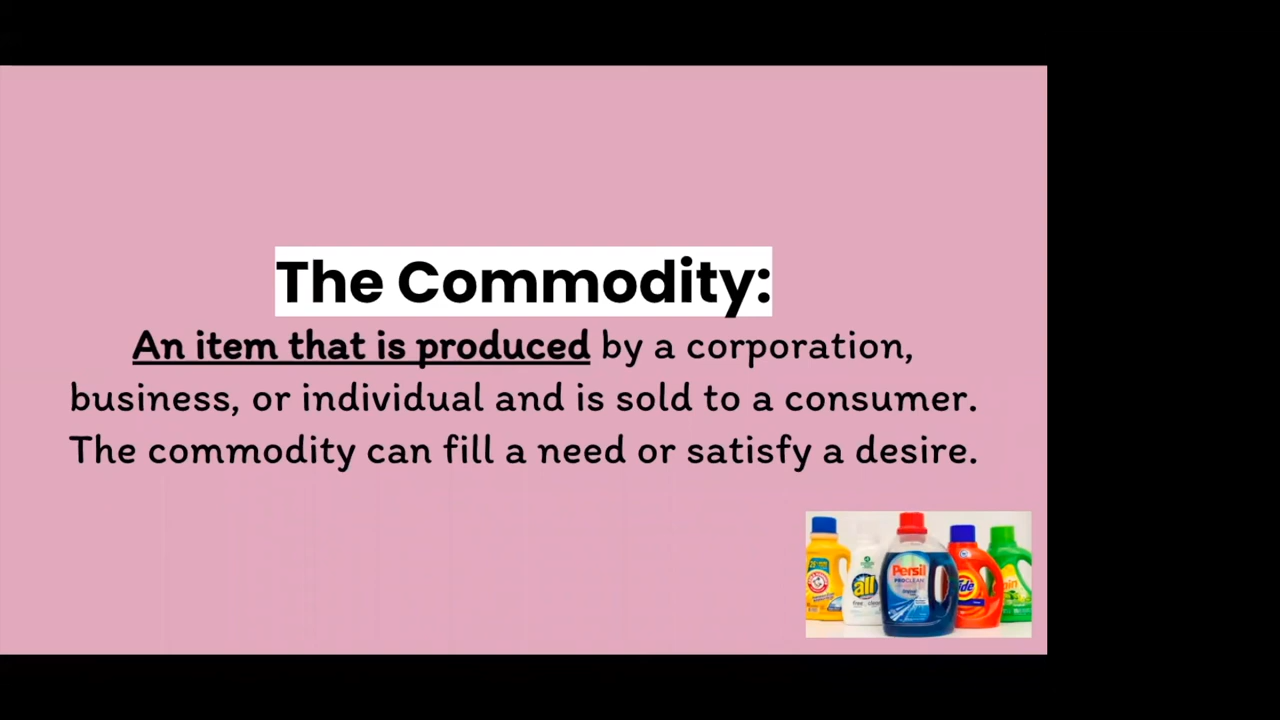 The Commodity:
An item that is produced by a corporation,
business, or individual and is sold to a consumer.
The commodity can fill a need or satisfy a desire.
all
Persil
PROCLEAN